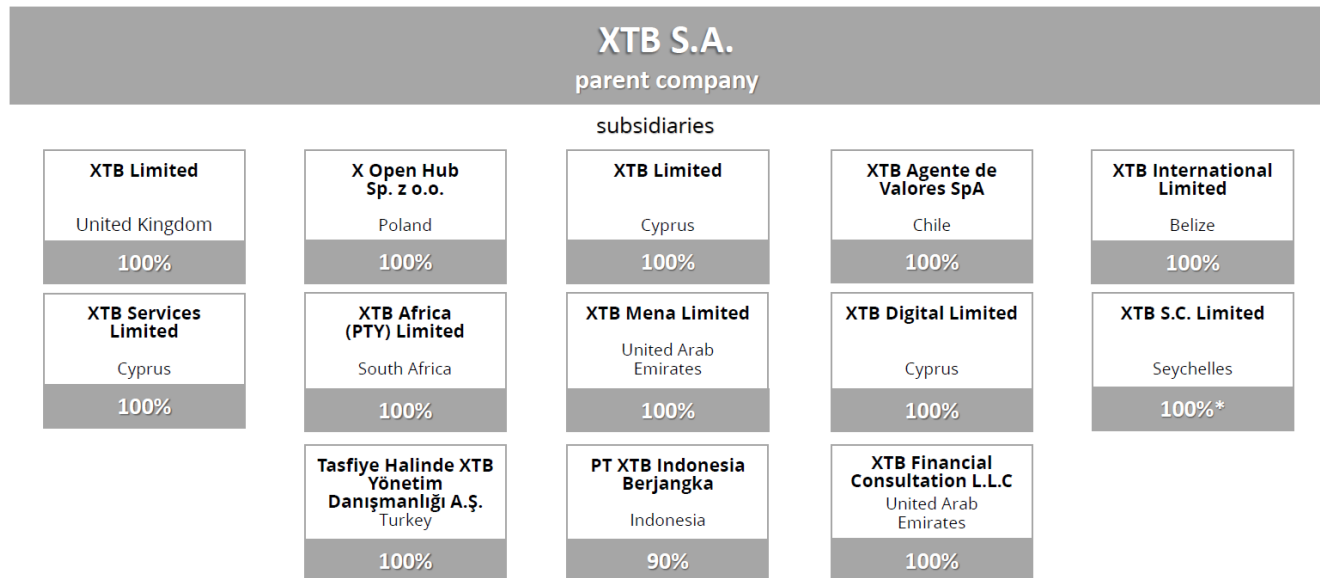 XTB S.A.
parent company
subsidiaries
XTB Limited
United Kingdom
100%
X Open Hub
Sp. z o.o.
Poland
100%
XTB Limited
Cyprus
100%
XTB Agente de
Valores SpA
Chile
100%
XTB International
Limited
Belize
100%
XTB Services
Limited
Cyprus
100%
XTB Africa
(PTY) Limited
South Africa
100%
XTB Mena Limited
United Arab
Emirates
100%
XTB Digital Limited
Cyprus
100%
XTB S.C. Limited
Seychelles
100%*
Tasfiye Halinde XTB
Yönetim
Danışmanlığı A.Ş.
Turkey
100%
PT XTB Indonesia
Berjangka
Indonesia
90%
XTB Financial
Consultation L.L.C
United Arab
Emirates
100%